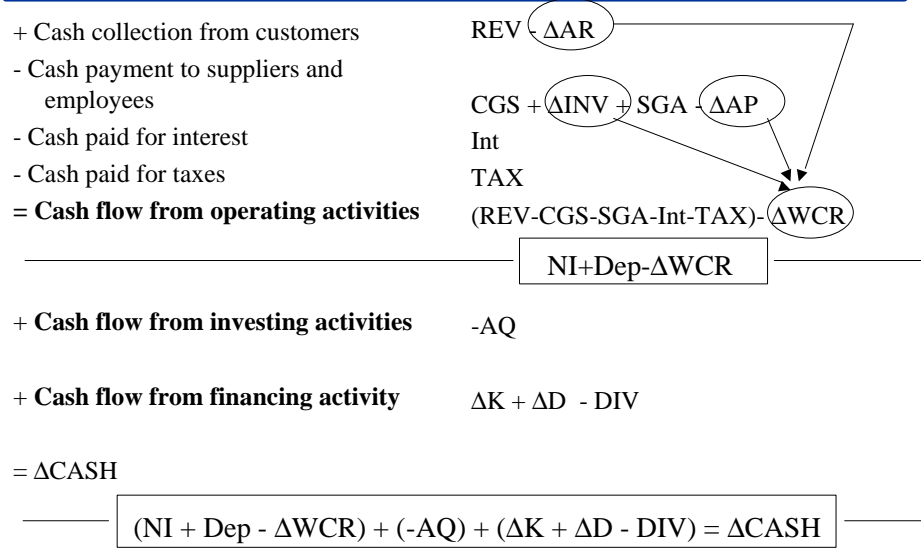 + Cash collection from customers REV - ΔAR
- Cash payment to suppliers and
employees CGS + ΔINV + SGA - ΔAP
- Cash paid for interest Int
- Cash paid for taxes TAX
= Cash flow from operating activities (REV-CGS-SGA-Int-TAX)- ΔWCR
NI+Dep-ΔWCR
+ Cash flow from investing activities -AQ
+ Cash flow from financing activity ΔK + ΔD - DIV
= ΔCASH
(NI + Dep - ΔWCR) + (-AQ) + (ΔK + ΔD - DIV) = ΔCASH